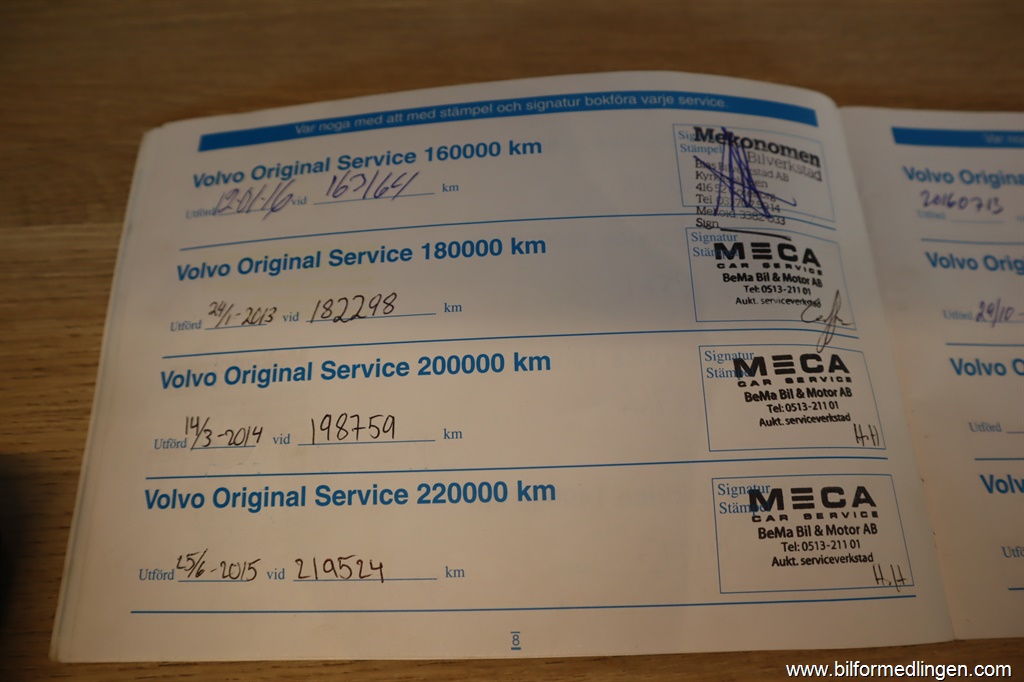 Var noga med att med stämpel och signatur bokföra varje service.
Volvo Original Service 160000 km
Utförd 12-01-16 vid km
Mekonomen
Bilverkstad
Sign
Volvo Original Service 180000 km
Utförd 24/1-2013 vid 182298 km
Signatur
Stämpel
MECA
CAR SERVICE
BeMa Bil & Motor AB
Tel: 0513-211 01
Aukt. serviceverkstad
Volvo Original Service 200000 km
Utförd 14/3-2014 vid 198759 km
Signatur
Stämpel
MECA
CAR SERVICE
BeMa Bil & Motor AB
Tel: 0513-211 01
Aukt. serviceverkstad
H.H
Volvo Original Service 220000 km
Utförd 25/6-2015 vid 219524 km
Signatur
Stämpel
MECA
CAR SERVICE
BeMa Bil & Motor AB
Tel: 0513-211 01
Aukt. serviceverkstad
H.H
8
Volvo Origina
20160713
Volvo Orig
Utförd 29/10-
Volvo O
Utförd
Volv
Utfö
www.bilformedlingen.com